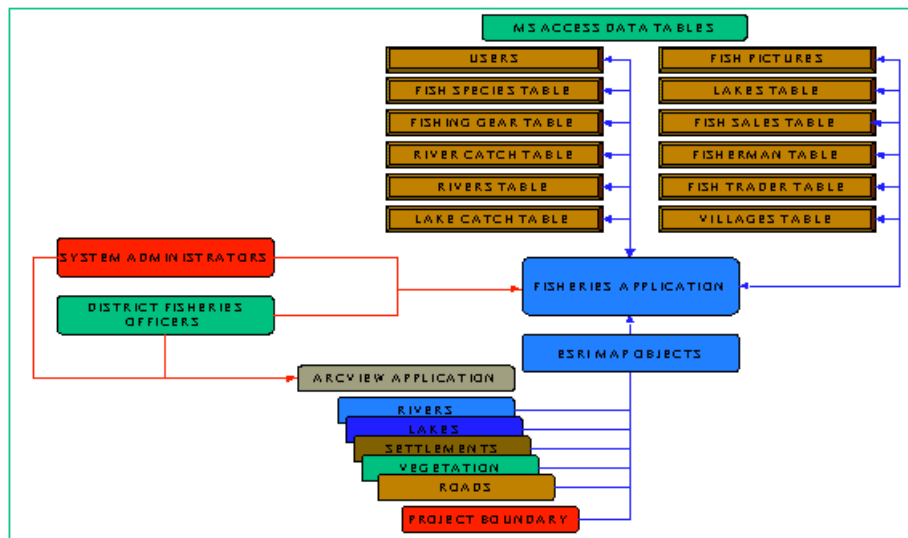 MS ACCESS DATA TABLES
USERS
FISH PICTURES
FISH SPECIES TABLE
LAKES TABLE
FISHING GEAR TABLE
FISH SALES TABLE
RIVER CATCH TABLE
FISHERMAN TABLE
RIVERS TABLE
FISH TRADER TABLE
LAKE CATCH TABLE
VILLAGES TABLE
SYSTEM ADMINISTRATORS
FISHERIES APPLICATION
DISTRICT FISHERIES
OFFICERS
ESRI MAP OBJECTS
ARCVIEW APPLICATION
RIVERS
LAKES
SETTLEMENTS
VEGETATION
ROADS
PROJECT BOUNDARY